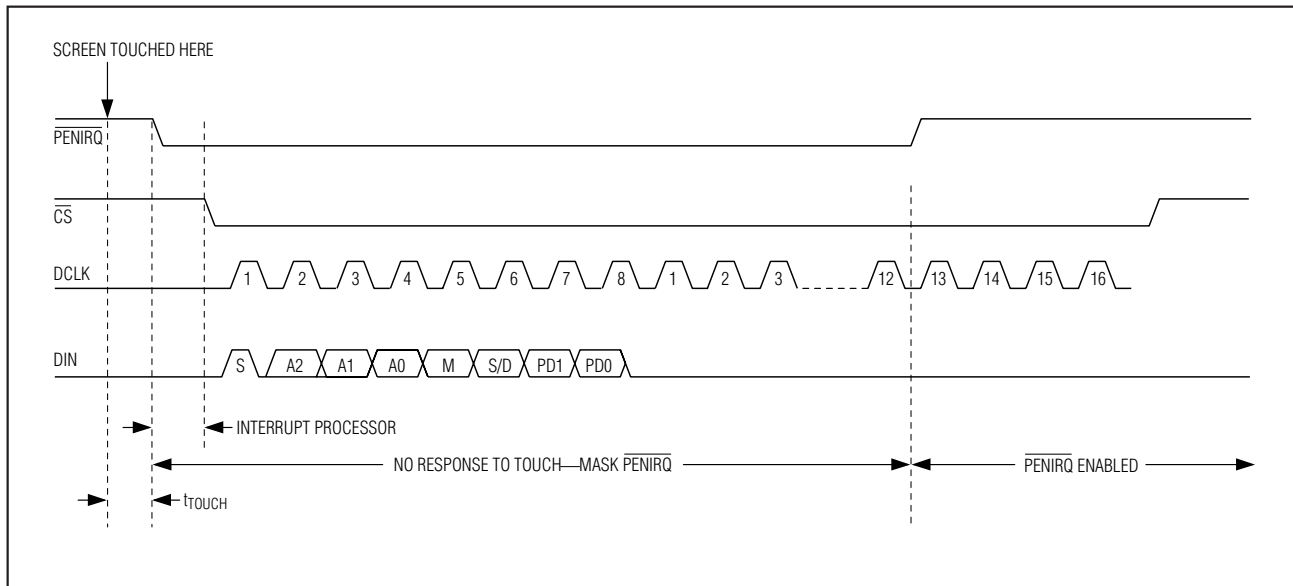 SCREEN TOUCHED HERE
PENIRQ
CS
DCLK
1 2 3 4 5 6 7 8 1 2 3 12 13 14 15 16
DIN
S A2 A1 A0 M S/D PD1 PD0
INTERRUPT PROCESSOR
NO RESPONSE TO TOUCH—MASK PENIRQ
PENIRQ ENABLED
tTOUCH